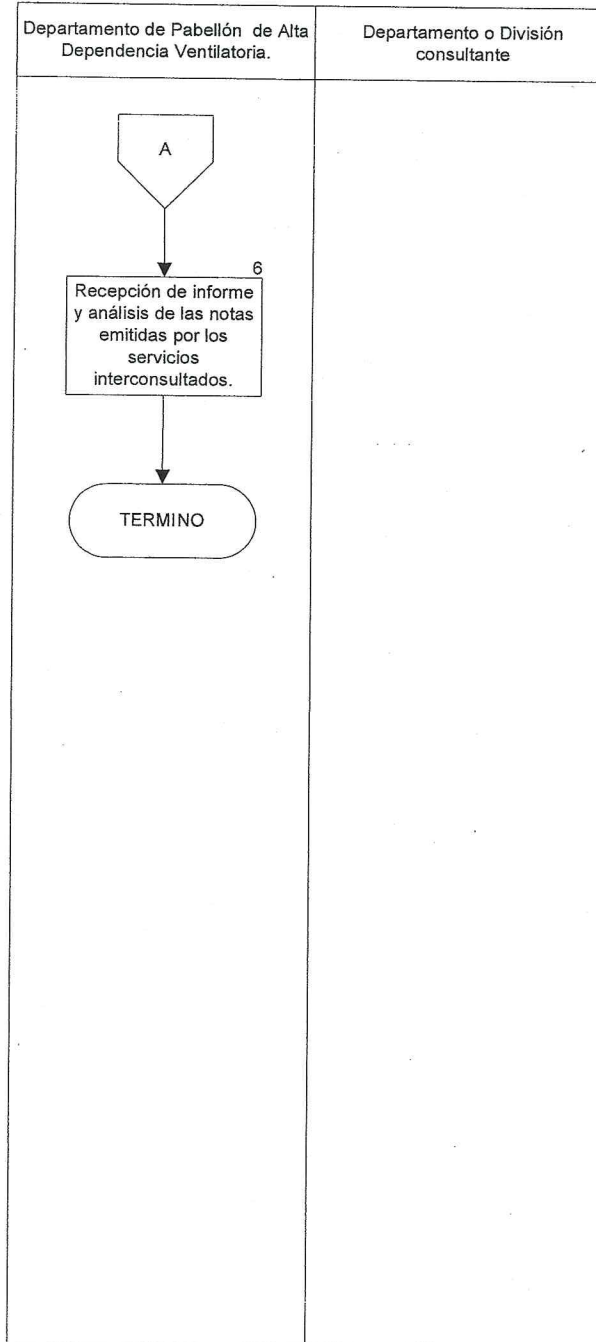 Departamento de Pabellón de Alta
Dependencia Ventilatoria.
Departamento o División
consultante
A
6
Recepción de informe
y análisis de las notas
emitidas por los
servicios
interconsultados.
TERMINO